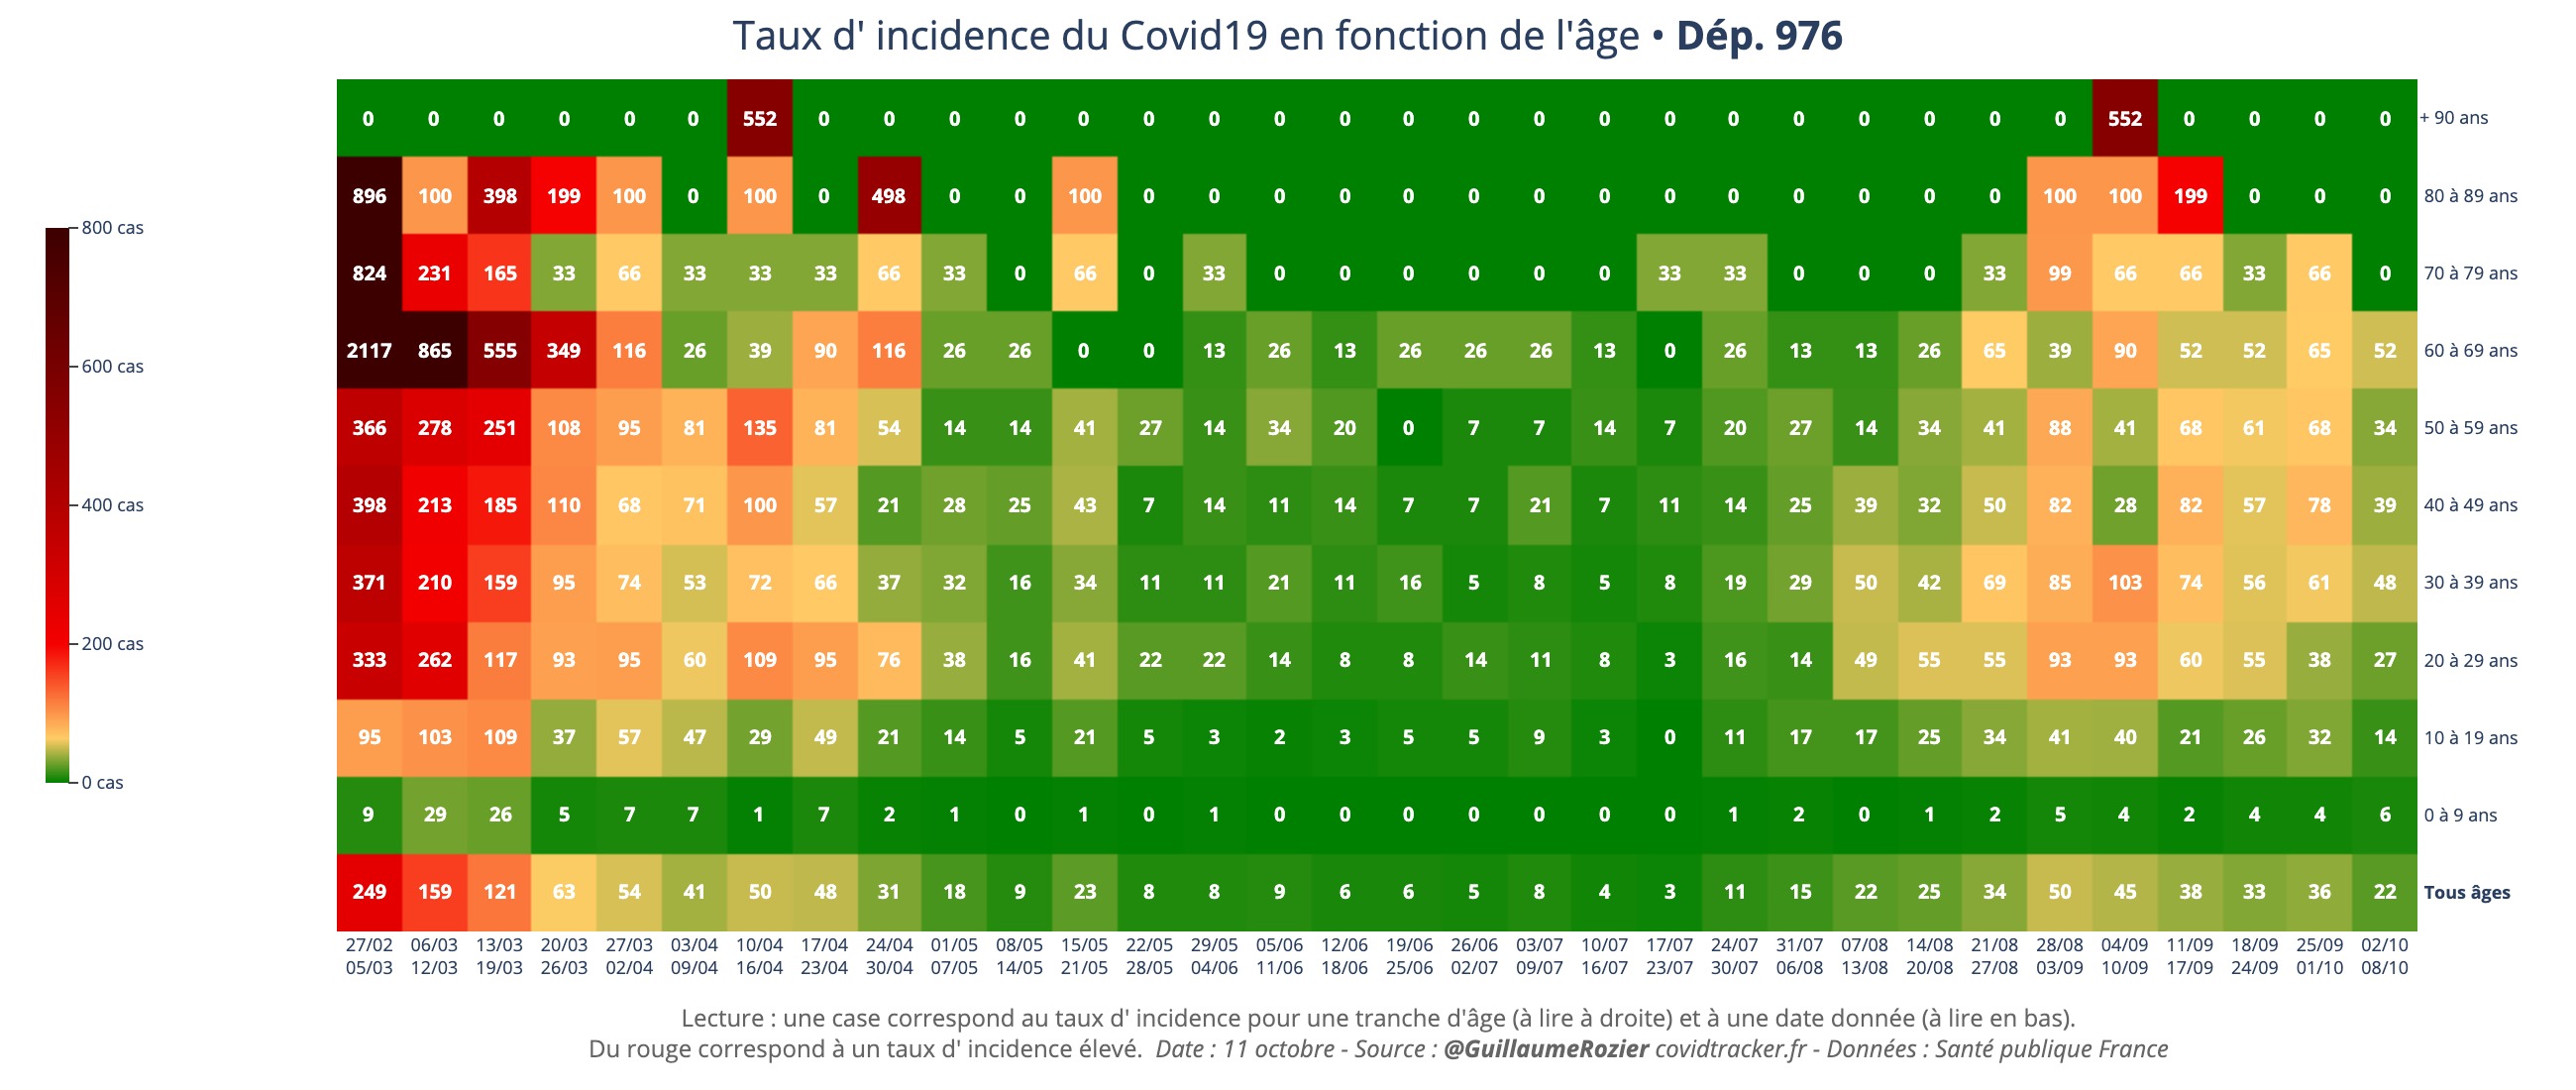 Taux d' incidence du Covid19 en fonction de l'âge • Dép. 976
800 cas
600 cas
400 cas
200 cas
0 cas
0 0 0 0 0 0 552 0 0 0 0 0 0 0 0 0 0 0 0 0 0 0 0 0 0 0 0 552 0 0 0 0 + 90 ans
896 100 398 199 100 0 100 0 498 0 0 100 0 0 0 0 0 0 0 0 0 0 0 0 0 0 100 100 199 0 0 0 80 à 89 ans
824 231 165 33 66 33 33 33 66 33 0 66 0 33 0 0 0 0 0 0 33 33 0 0 0 33 99 66 66 33 66 0 70 à 79 ans
2117 865 555 349 116 26 39 90 116 26 26 0 0 13 26 13 26 26 26 13 0 26 13 13 26 65 39 90 52 52 65 52 60 à 69 ans
366 278 251 108 95 81 135 81 54 14 14 41 27 14 34 20 0 7 7 14 7 20 27 14 34 41 88 41 68 61 68 34 50 à 59 ans
398 213 185 110 68 71 100 57 21 28 25 43 7 14 11 14 7 7 21 7 11 14 25 39 32 50 82 28 82 57 78 39 40 à 49 ans
371 210 159 95 74 53 72 66 37 32 16 34 11 11 21 11 16 5 8 5 8 19 29 50 42 69 85 103 74 56 61 48 30 à 39 ans
333 262 117 93 95 60 109 95 76 38 16 41 22 22 14 8 8 14 11 8 3 16 14 49 55 55 93 93 60 55 38 27 20 à 29 ans
95 103 109 37 57 47 29 49 21 14 5 21 5 3 2 3 5 5 9 3 0 11 17 17 25 34 41 40 21 26 32 14 10 à 19 ans
9 29 26 5 7 7 1 7 2 1 0 1 0 1 0 0 0 0 0 0 0 1 2 0 1 2 5 4 2 4 4 6 0 à 9 ans
249 159 121 63 54 41 50 48 31 18 9 23 8 8 9 6 6 5 8 4 3 11 15 22 25 34 50 45 38 33 36 22 Tous âges
27/02 06/03 13/03 20/03 27/03 03/04 10/04 17/04 24/04 01/05 08/05 15/05 22/05 29/05 05/06 12/06 19/06 26/06 03/07 10/07 17/07 24/07 31/07 07/08 14/08 21/08 28/08 04/09 11/09 18/09 25/09 02/10
05/03 12/03 19/03 26/03 02/04 09/04 16/04 23/04 30/04 07/05 14/05 21/05 28/05 04/06 11/06 18/06 25/06 02/07 09/07 16/07 23/07 30/07 06/08 13/08 20/08 27/08 03/09 10/09 17/09 24/09 01/10 08/10
Lecture : une case correspond au taux d' incidence pour une tranche d'âge (à lire à droite) et à une date donnée (à lire en bas).
Du rouge correspond à un taux d' incidence élevé. Date : 11 octobre - Source : @GuillaumeRozier covidtracker.fr - Données : Santé publique France